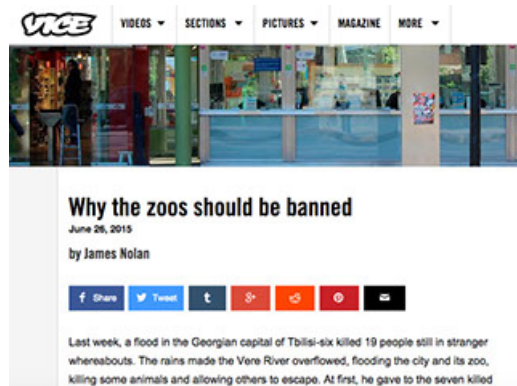 VICE
VIDEOS SECTIONS PICTURES MAGAZINE MORE
Why the zoos should be banned
June 26, 2015
by James Nolan
f Share Tweet t 8+
Last week, a flood in the Georgian capital of Tbilisi-six killed 19 people still in stranger
whereabouts. The rains made the Vere River overflowed, flooding the city and its zoo,
killing some animals and allowing others to escape. At first, he gave to the seven killed